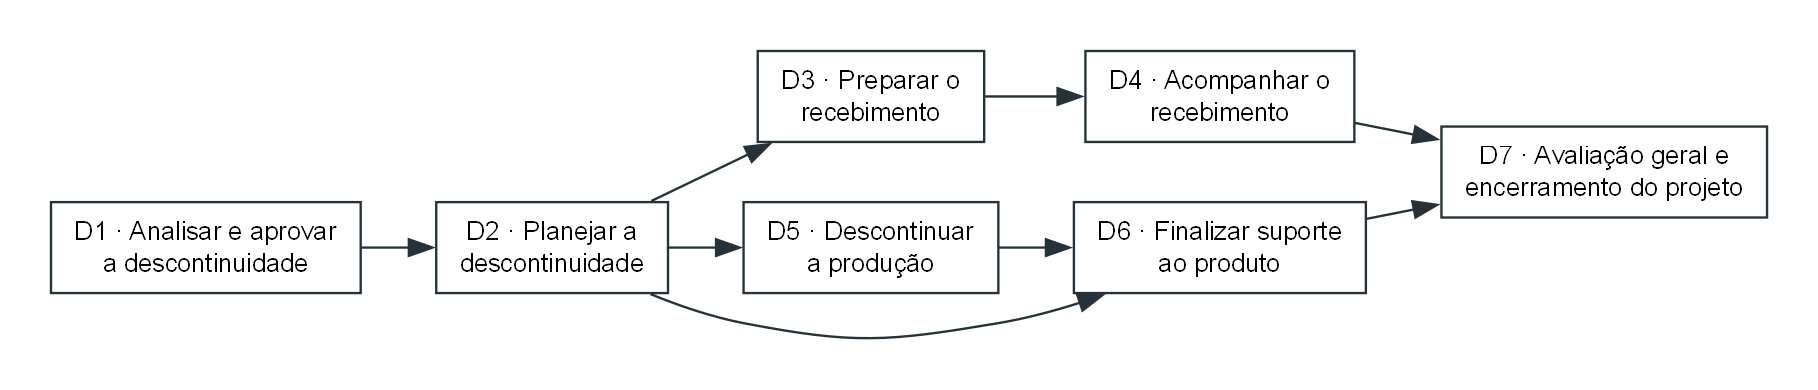 D3 · Preparar o
recebimento
D4 · Acompanhar o
recebimento
D7 · Avaliação geral e
encerramento do projeto
D1 · Analisar e aprovar
a descontinuidade
D2 · Planejar a
descontinuidade
D5 · Descontinuar
a produção
D6 · Finalizar suporte
ao produto